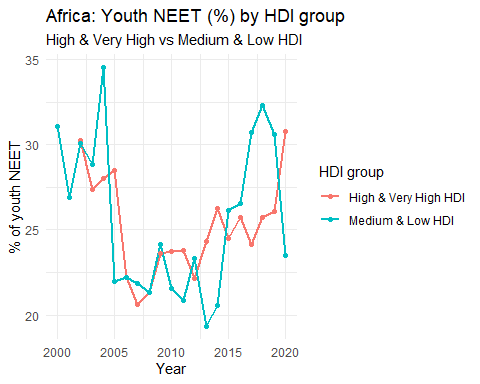 Africa: Youth NEET (%) by HDI group
High & Very High vs Medium & Low HDI
% of youth NEET
35
30
25
20
2000
2005
2010
2015
2020
Year
HDI group
High & Very High HDI
Medium & Low HDI